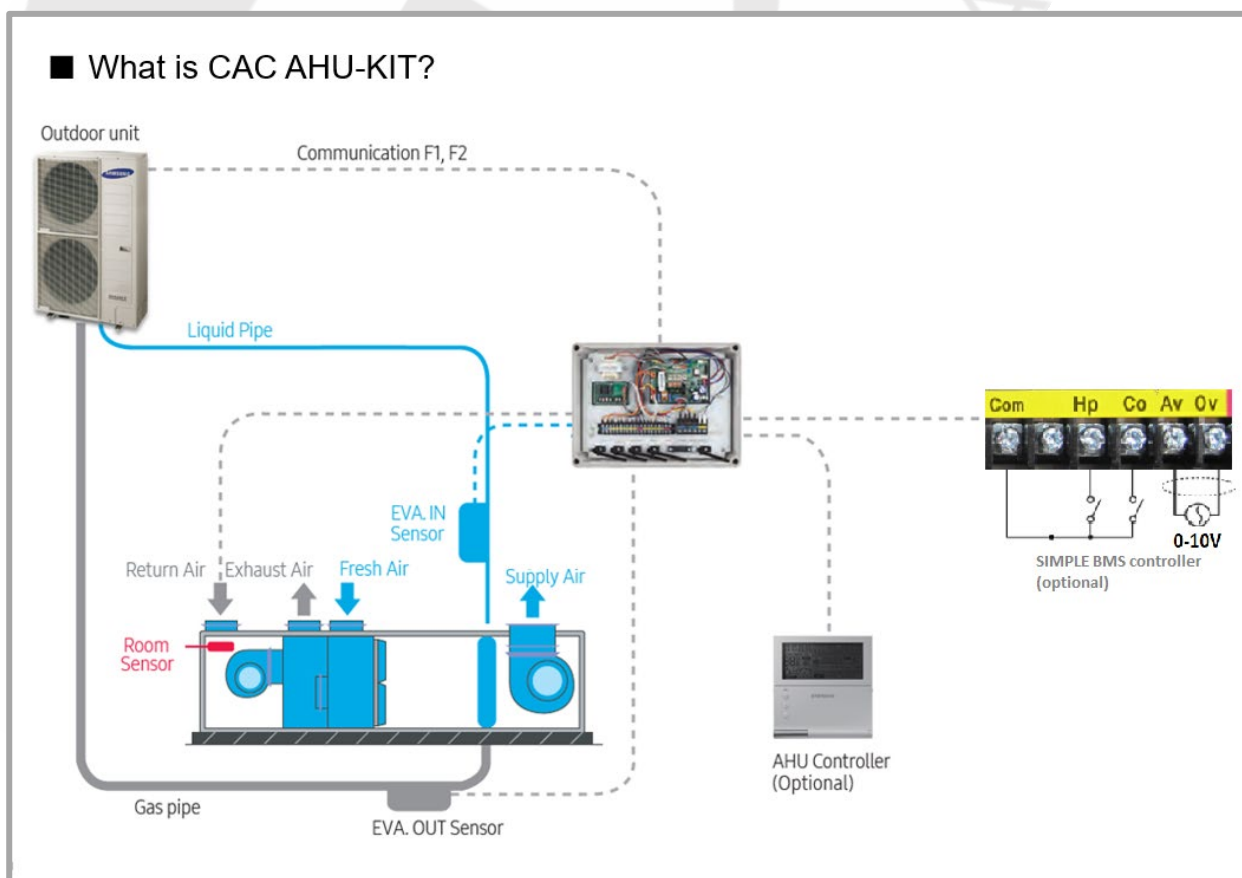 ■ What is CAC AHU-KIT?
Outdoor unit
SAMSUNG
Communication F1, F2
Liquid Pipe
Com Hp Co Av 0v
EVA. IN
Sensor
0-10V
SIMPLE BMS controller
(optional)
Return Air Exhaust Air Fresh Air
Supply Air
Room
Sensor
SAMSUNG
AHU Controller
(Optional)
Gas pipe
EVA. OUT Sensor